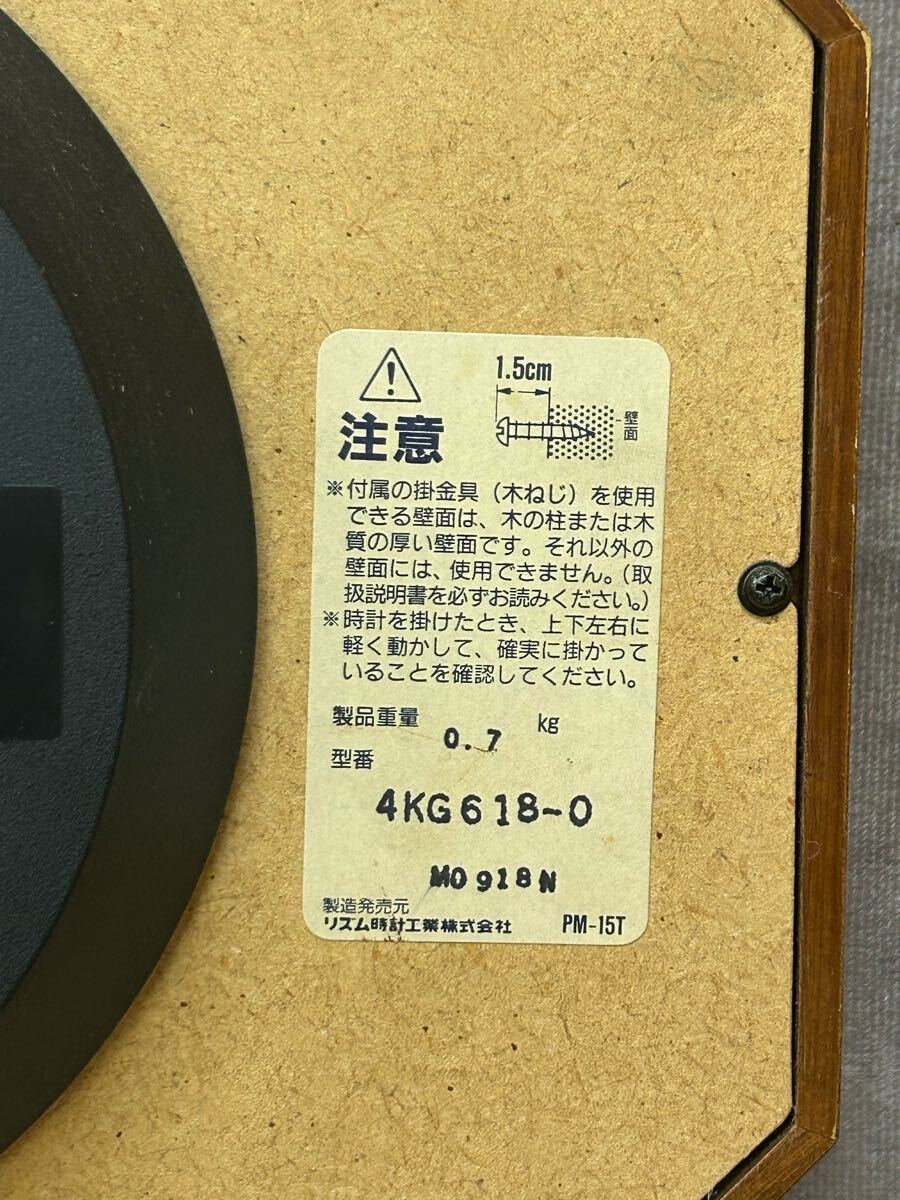 1.5cm
壁面
注意
※付属の掛金具（木ねじ）を使用
できる壁面は、木の柱または木
質の厚い壁面です。それ以外の
壁面には、使用できません。（取
扱説明書を必ずお読みください。）
※時計を掛けたとき、上下左右に
軽く動かして、確実に掛かって
いることを確認してください。
製品重量 0.7 kg
型番
4KG618-0
M0918N
製造発売元
リズム時計工業株式会社 PM-15T